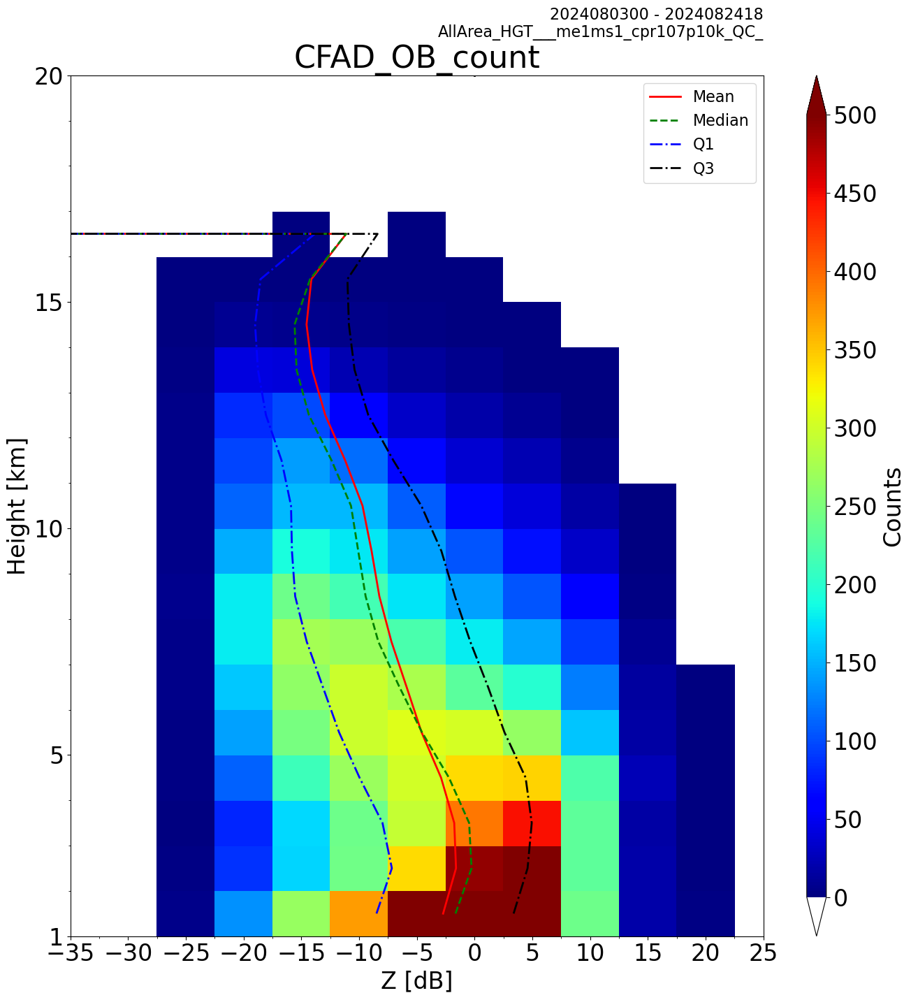 2024080300 - 2024082418
AllArea_HGT___me1ms1_cpr107p10k_QC_
CFAD_OB_count
Mean
Median
Q1
Q3
20
15
10
5
1
Height [km]
−35 −30 −25 −20 −15 −10 −5 0 5 10 15 20 25
Z [dB]
500
450
400
350
300
250
200
150
100
50
0
Counts